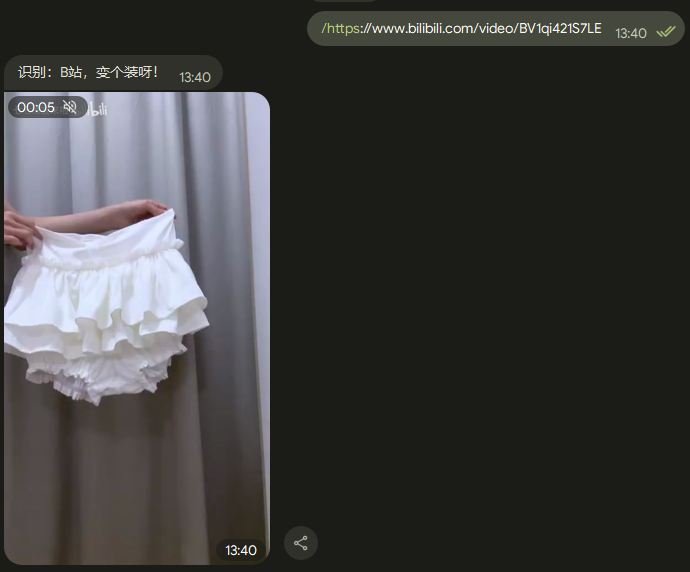 /https://www.bilibili.com/video/BV1qi421S7LE 13:40
识别：B站，变个装呀！ 13:40
00:05
13:40